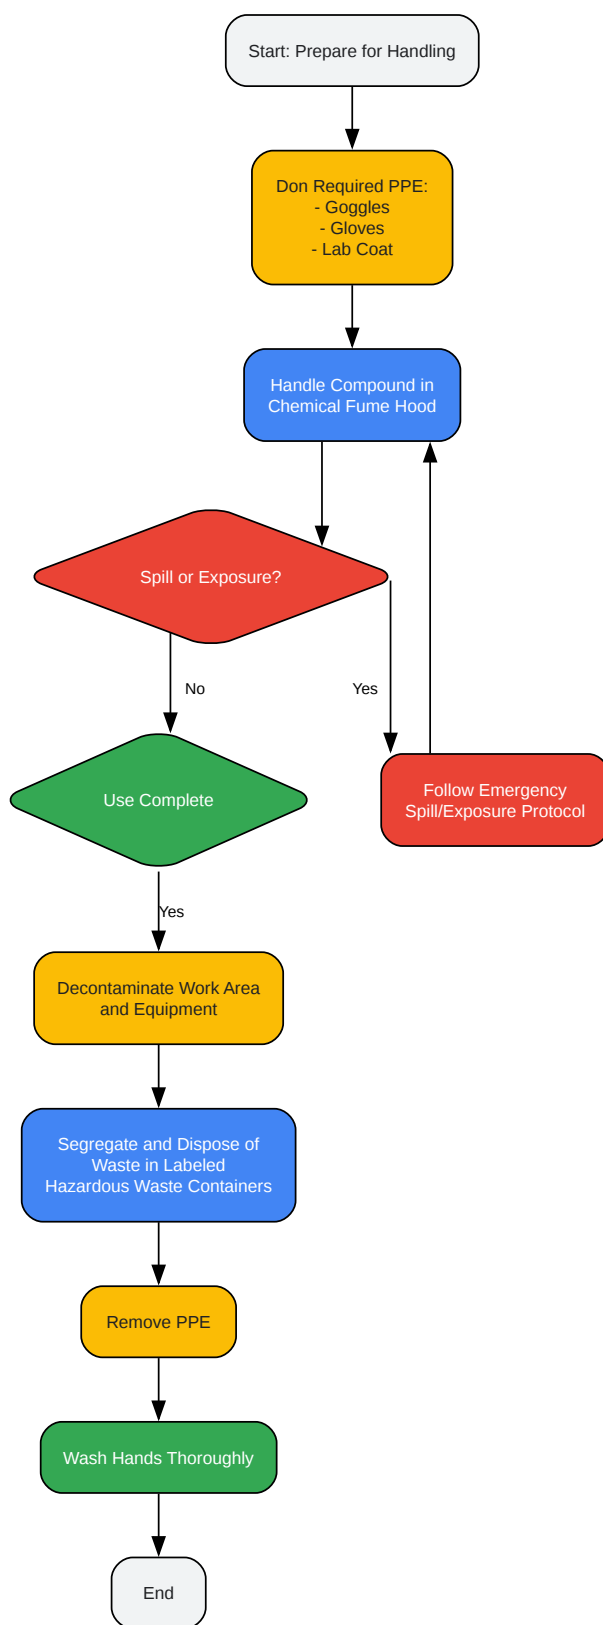 Start: Prepare for Handling
Don Required PPE:
- Goggles
- Gloves
- Lab Coat
Handle Compound in
Chemical Fume Hood
Spill or Exposure?
No
Yes
Use Complete
Follow Emergency
Spill/Exposure Protocol
Yes
Decontaminate Work Area
and Equipment
Segregate and Dispose of
Waste in Labeled
Hazardous Waste Containers
Remove PPE
Wash Hands Thoroughly
End